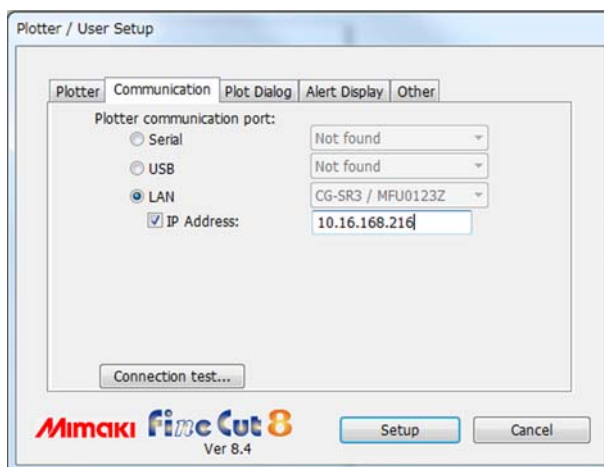 Plotter / User Setup
Plotter Communication Plot Dialog Alert Display Other
Plotter communication port:
Serial Not found
USB Not found
LAN CG-SR3 / MFU0123Z
IP Address: 10.16.168.216
Connection test...
Mimaki Fine Cut 8 Setup Cancel
Ver 8.4